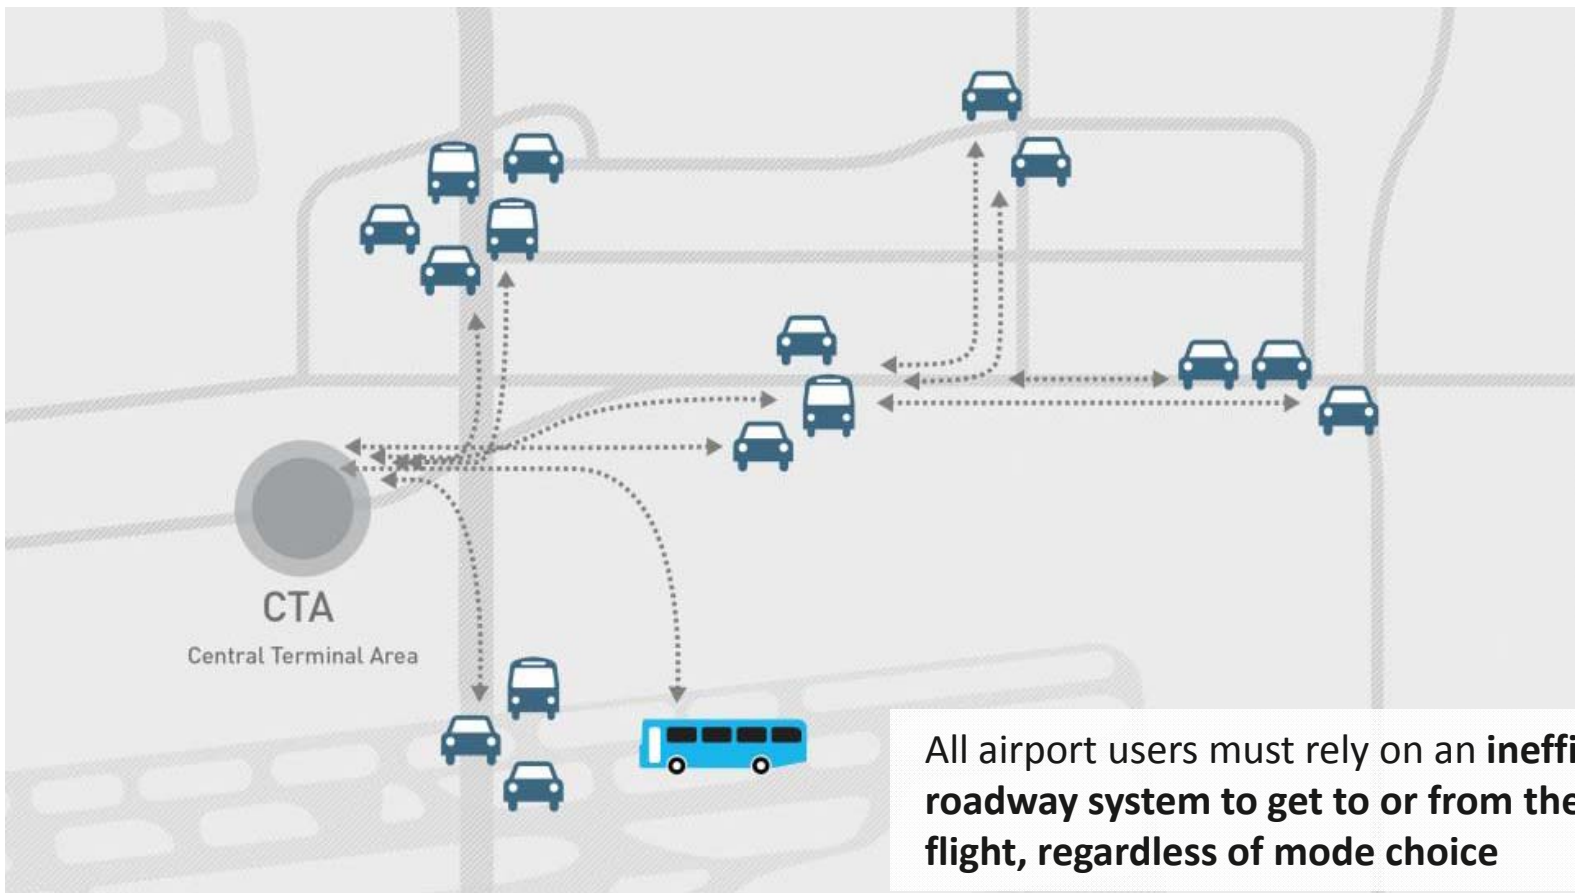 CTA
Central Terminal Area
All airport users must rely on an
roadway system to get to or from
flight, regardless of mode choice